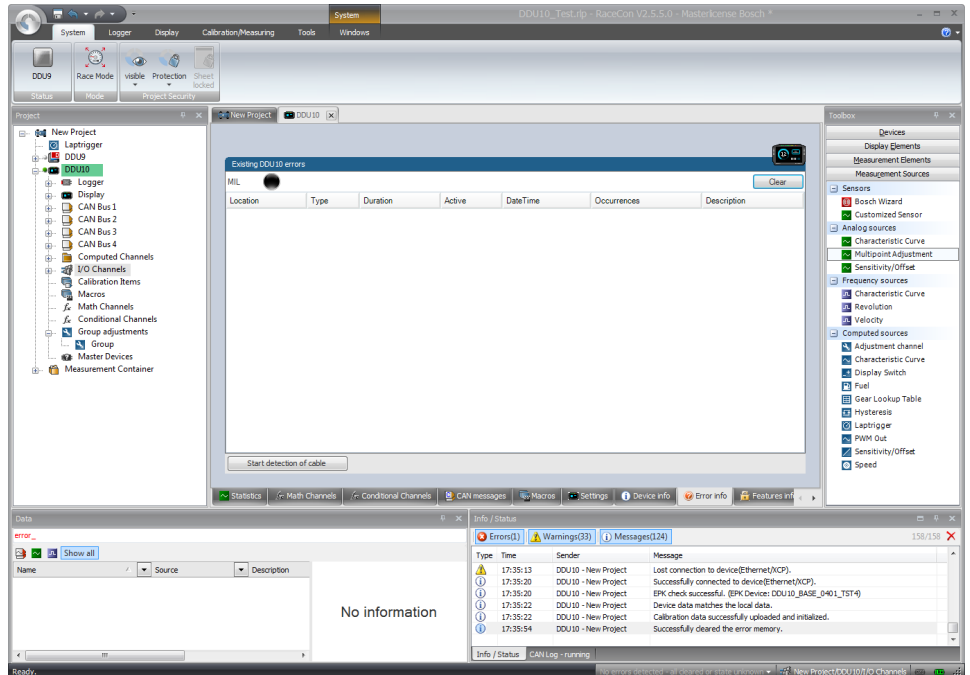 System
DDU10_Test.rlp - RaceCon V2.5.5.0 - Masterlicense Bosch *
System Logger Display Calibration/Measuring Tools Windows
DDU9 Race Mode visible Protection Sheet locked
Status Mode Project Security
Project
New Project
Laptrigger
DDU9
DDU10
Logger
Display
CAN Bus 1
CAN Bus 2
CAN Bus 3
CAN Bus 4
Computed Channels
I/O Channels
Calibration Items
Macros
Math Channels
Conditional Channels
Group adjustments
Group
Master Devices
Measurement Container
New Project DDU10
Existing DDU10 errors
MIL
Clear
Location Type Duration Active DateTime Occurrences Description
Start detection of cable
Statistics Math Channels Conditional Channels CAN messages Macros Settings Device info Error info Features inf
Toolbox
Devices
Display Elements
Measurement Elements
Measurement Sources
Sensors
Bosch Wizard
Customized Sensor
Analog sources
Characteristic Curve
Multipoint Adjustment
Sensitivity/Offset
Frequency sources
Characteristic Curve
Revolution
Velocity
Computed sources
Adjustment channel
Characteristic Curve
Display Switch
Fuel
Gear Lookup Table
Hysteresis
Laptrigger
PWM Out
Sensitivity/Offset
Speed
Data
error_
Show all
Name Source Description
No information
Info / Status
Errors(1) Warnings(33) Messages(124) 158/158
Type Time Sender Message
17:35:13 DDU10 - New Project Lost connection to device(Ethernet/XCP).
17:35:20 DDU10 - New Project Successfully connected to device(Ethernet/XCP).
17:35:20 DDU10 - New Project EPK check successful. (EPK Device: DDU10_BASE_0401_TST4)
17:35:22 DDU10 - New Project Device data matches the local data.
17:35:22 DDU10 - New Project Calibration data successfully uploaded and initialized.
17:35:54 DDU10 - New Project Successfully cleared the error memory.
Info / Status CAN Log - running
Ready.
New Project/DDU10/I/O Channels